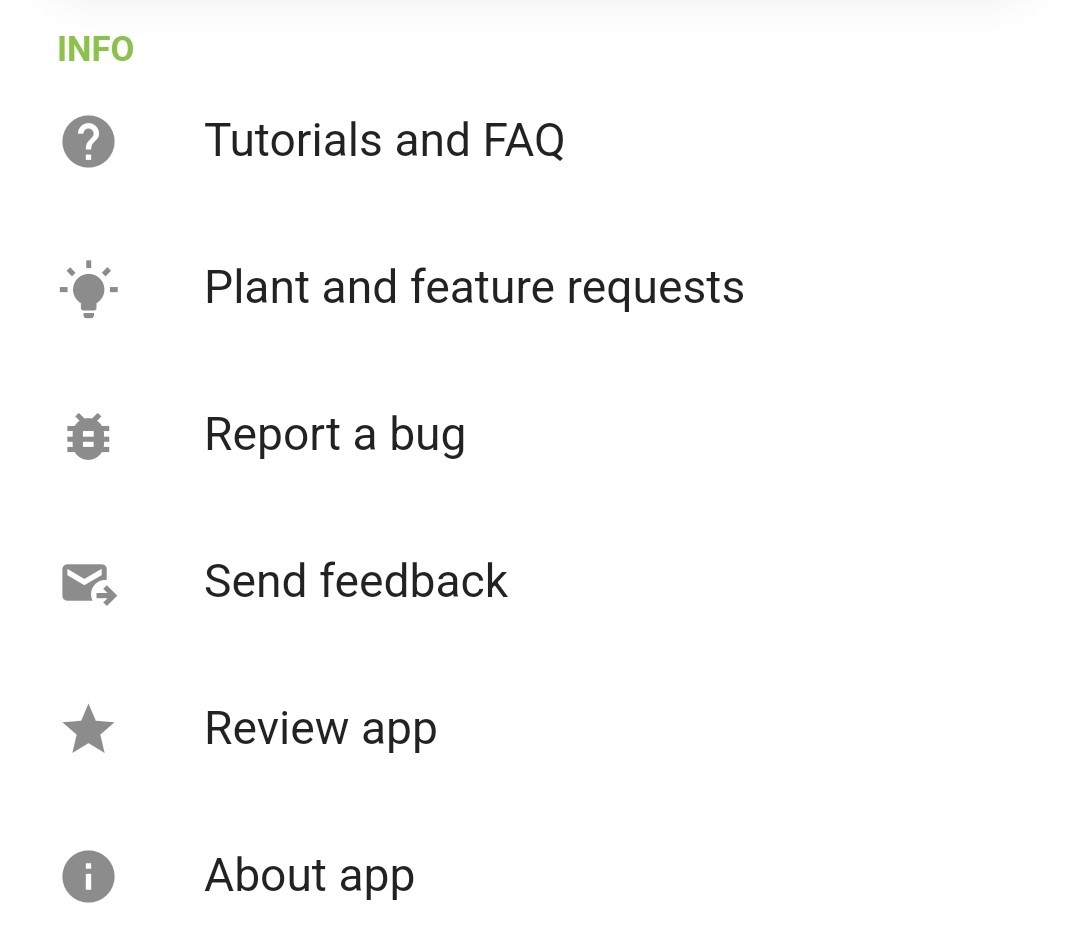 INFO
Tutorials and FAQ
Plant and feature requests
Report a bug
Send feedback
Review app
About app